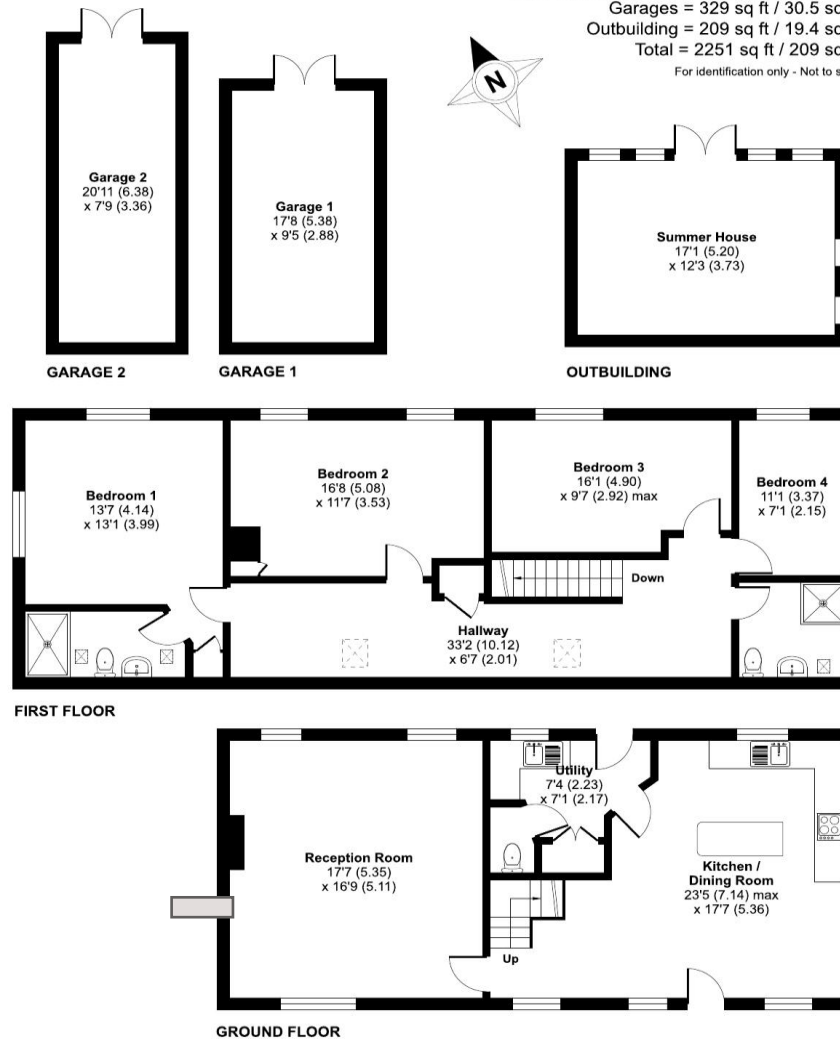 Garages = 329 sq ft / 30.5 sq
Outbuilding = 209 sq ft / 19.4 sq
Total = 2251 sq ft / 209 sq
For identification only - Not to s
N
Garage 2
20'11 (6.38)
x 7'9 (3.36)
Garage 1
17'8 (5.38)
x 9'5 (2.88)
Summer House
17'1 (5.20)
x 12'3 (3.73)
GARAGE 2
GARAGE 1
OUTBUILDING
Bedroom 1
13'7 (4.14)
x 13'1 (3.99)
Bedroom 2
16'8 (5.08)
x 11'7 (3.53)
Bedroom 3
16'1 (4.90)
x 9'7 (2.92) max
Bedroom 4
11'1 (3.37)
x 7'1 (2.15)
Down
Hallway
33'2 (10.12)
x 6'7 (2.01)
FIRST FLOOR
Utility
7'4 (2.23)
x 7'1 (2.17)
Reception Room
17'7 (5.35)
x 16'9 (5.11)
Kitchen /
Dining Room
23'5 (7.14) max
x 17'7 (5.36)
Up
GROUND FLOOR